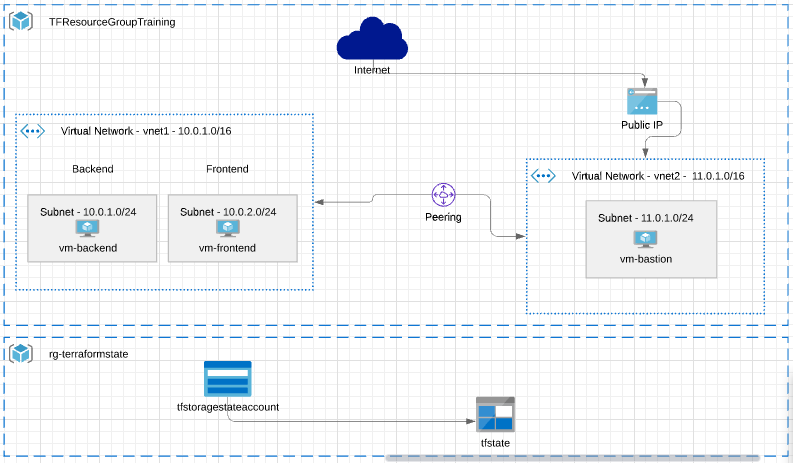 TFResourceGroupTraining
Internet
Public IP
Virtual Network - vnet1 - 10.0.1.0/16
Backend
Frontend
Subnet - 10.0.1.0/24
vm-backend
Subnet - 10.0.2.0/24
vm-frontend
Peering
Virtual Network - vnet2 - 11.0.1.0/16
Subnet - 11.0.1.0/24
vm-bastion
rg-terraformstate
tfstoragestateaccount
tfstate